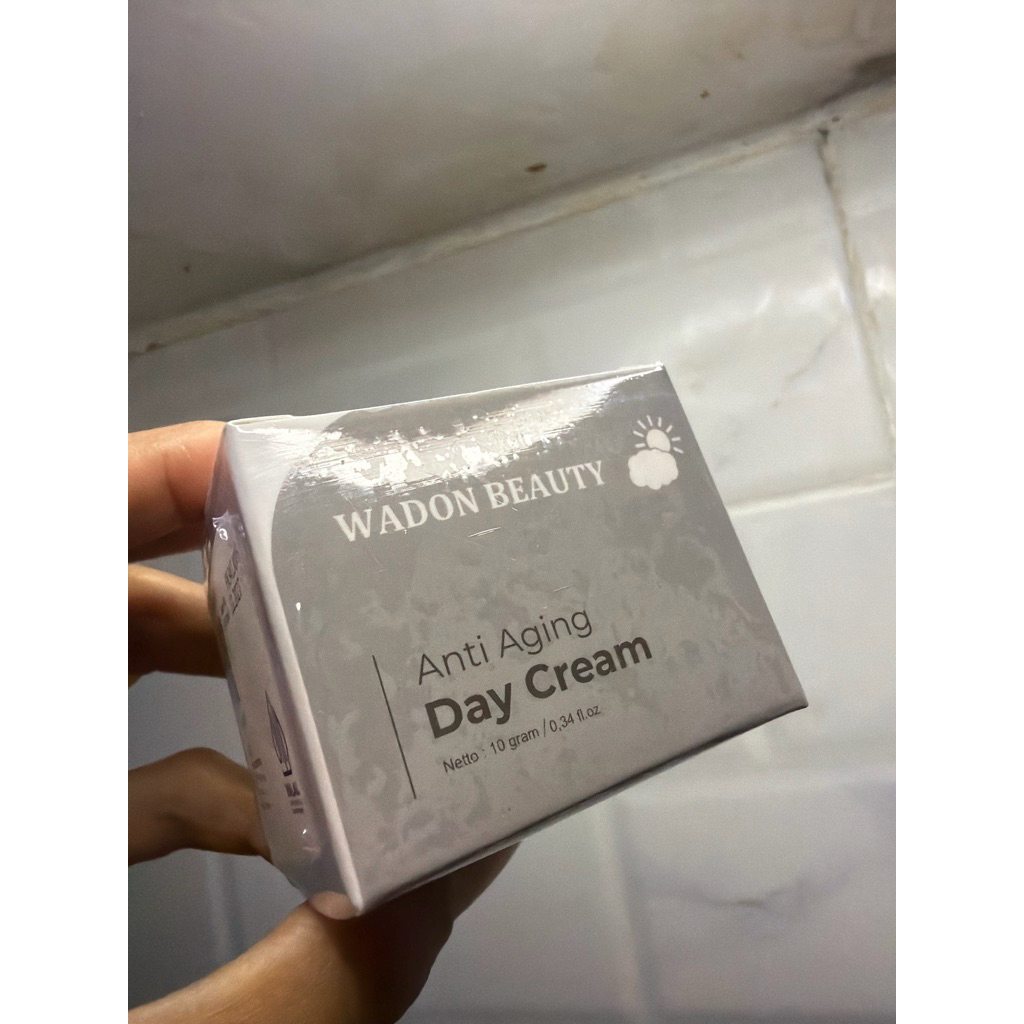 WADON BEAUTY
Anti Aging
Day Cream
Netto : 10 gram / 0,34 fl.oz